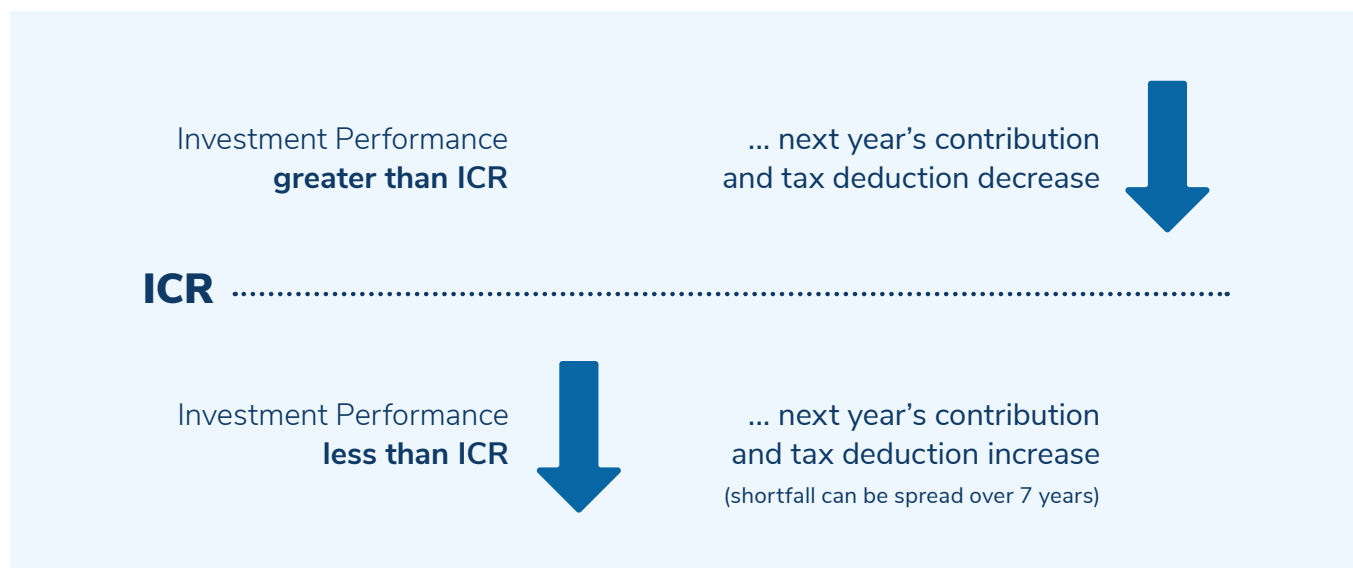 Investment Performance
greater than ICR
... next year’s contribution
and tax deduction decrease
ICR
Investment Performance
less than ICR
... next year’s contribution
and tax deduction increase
(shortfall can be spread over 7 years)